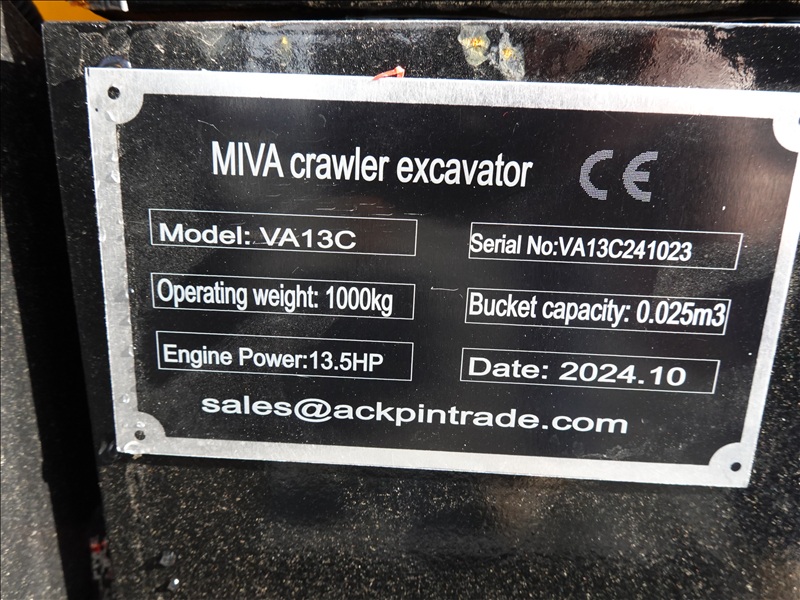 MIVA crawler excavator CE
Model: VA13C
Serial No:VA13C241023
Operating weight: 1000kg
Bucket capacity: 0.025m3
Engine Power:13.5HP
Date: 2024.10
sales@ackpintrade.com